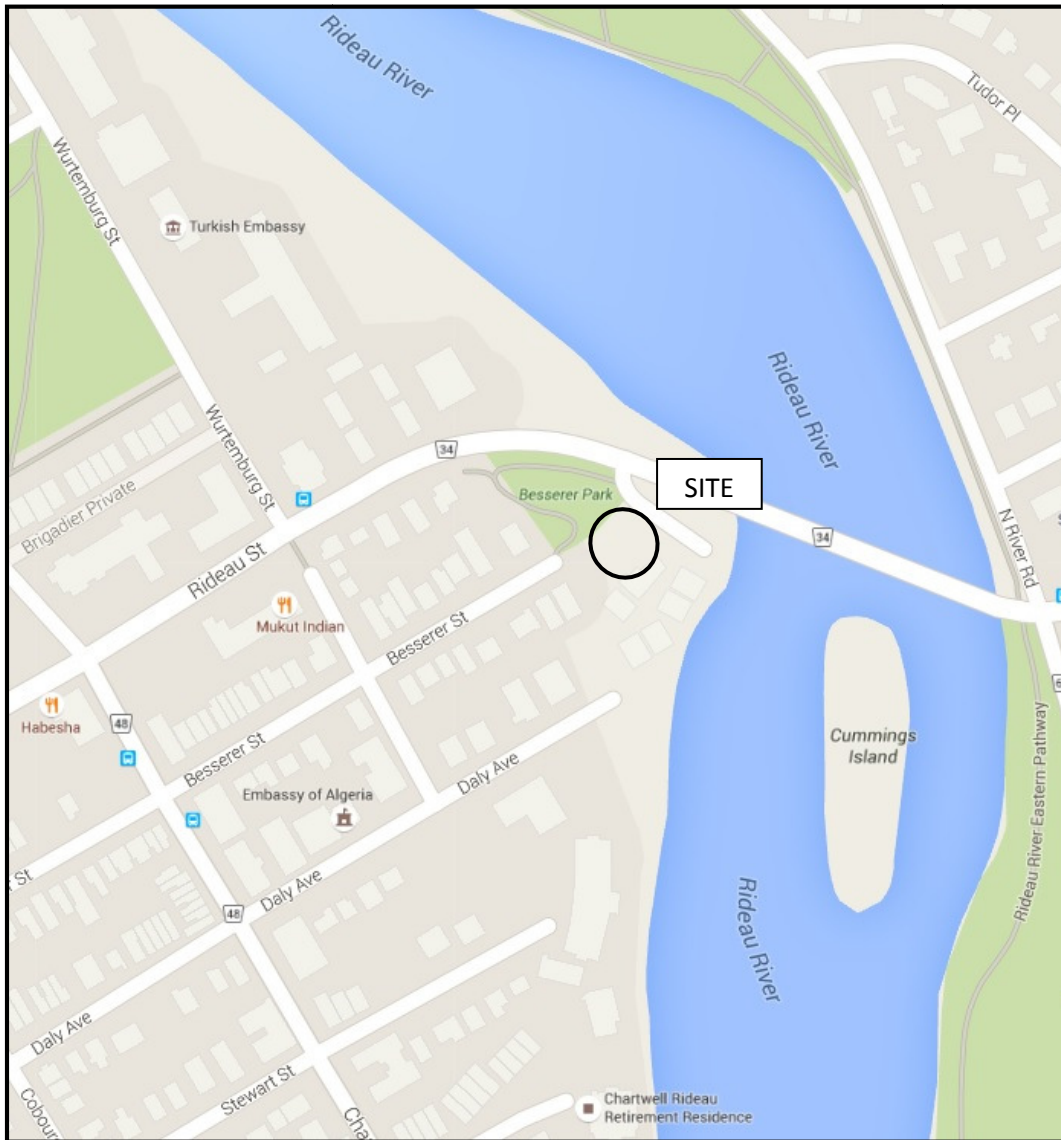 Rideau River
Tudor Pl
Wurtemburg St
Turkish Embassy
Rideau River
Wurtemburg St
34
Besserer Park
SITE
Brigadier Private
34
N River Rd
Rideau St
Mukut Indian
Besserer St
Habesha
48
Cummings
Island
Besserer St
Daly Ave
Embassy of Algeria
Rideau River Eastern Pathway
St
Daly Ave
48
Rideau River
Daly Ave
Stewart St
Chartwell Rideau
Retirement Residence